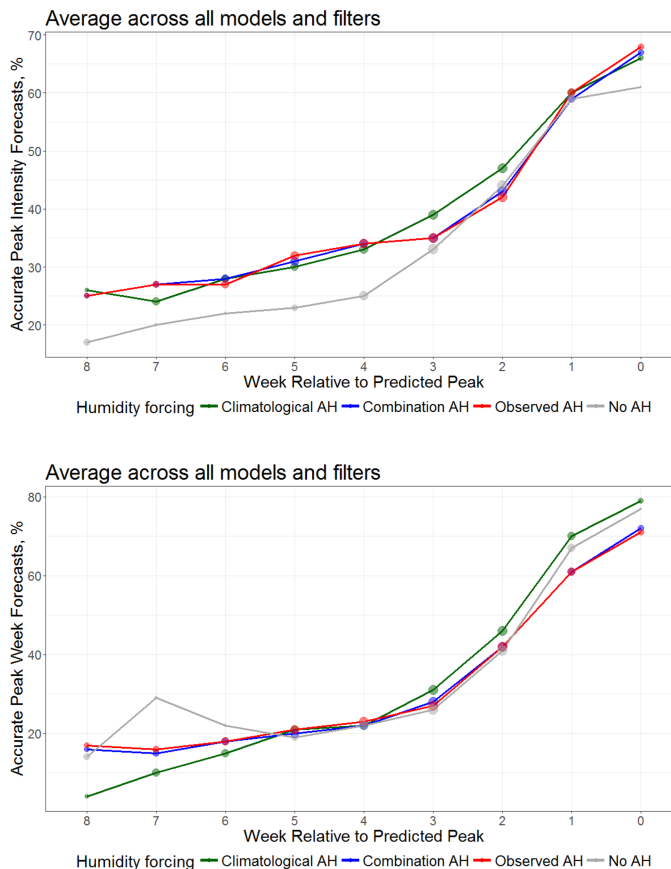 Average across all models and filters
Accurate Peak Intensity Forecasts, %
70
60
50
40
30
20
8 7 6 5 4 3 2 1 0
Week Relative to Predicted Peak
Humidity forcing Climatological AH Combination AH Observed AH No AH
Average across all models and filters
Accurate Peak Week Forecasts, %
80
60
40
20
8 7 6 5 4 3 2 1 0
Week Relative to Predicted Peak
Humidity forcing Climatological AH Combination AH Observed AH No AH